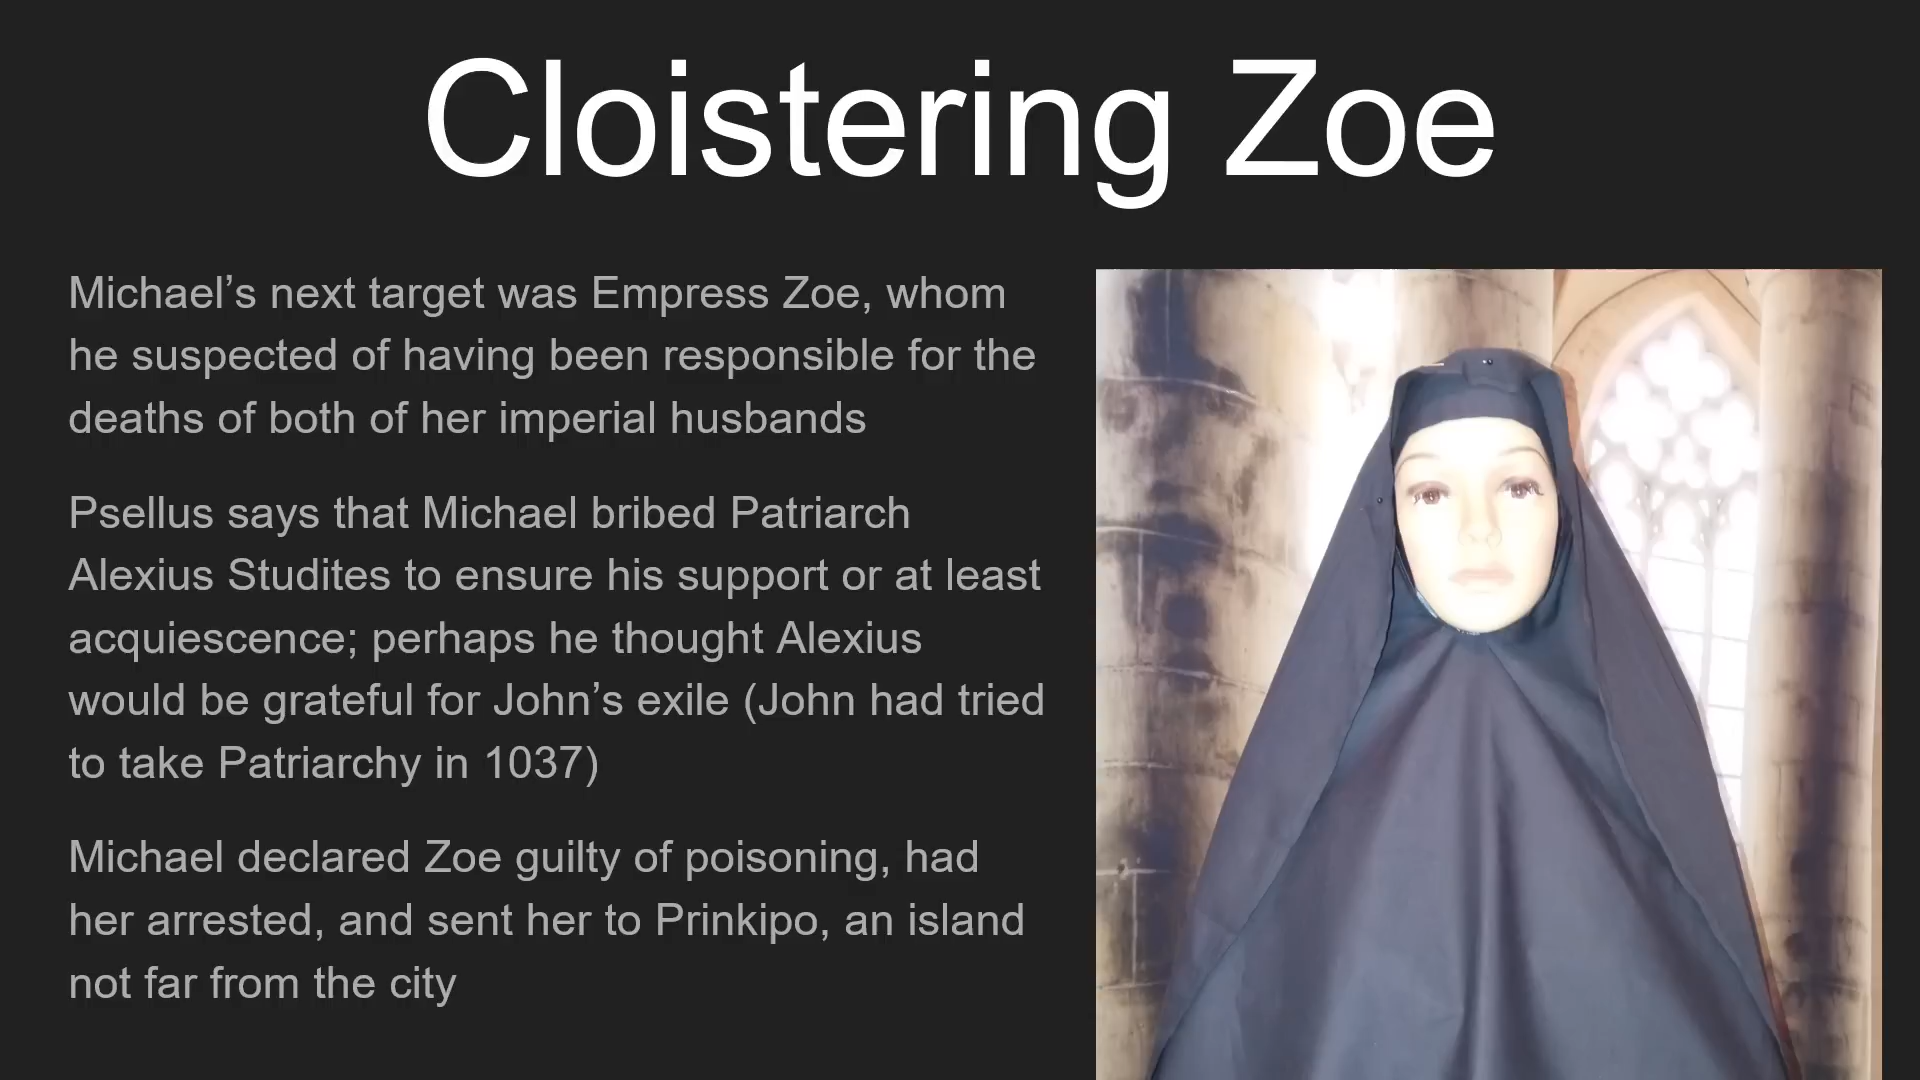 Cloistering Zoe
Michael’s next target was Empress Zoe, whom
he suspected of having been responsible for the
deaths of both of her imperial husbands
Psellus says that Michael bribed Patriarch
Alexius Studites to ensure his support or at least
acquiescence; perhaps he thought Alexius
would be grateful for John’s exile (John had tried
to take Patriarchy in 1037)
Michael declared Zoe guilty of poisoning, had
her arrested, and sent her to Prinkipo, an island
not far from the city